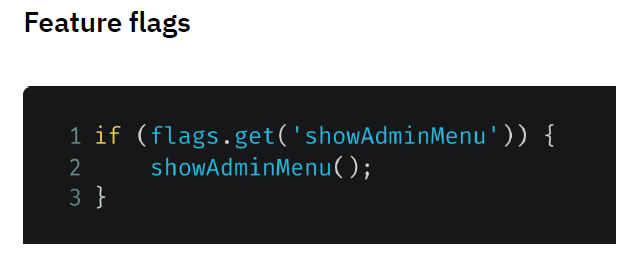 Feature flags
1 if (flags.get('showAdminMenu')) {
2     showAdminMenu();
3 }